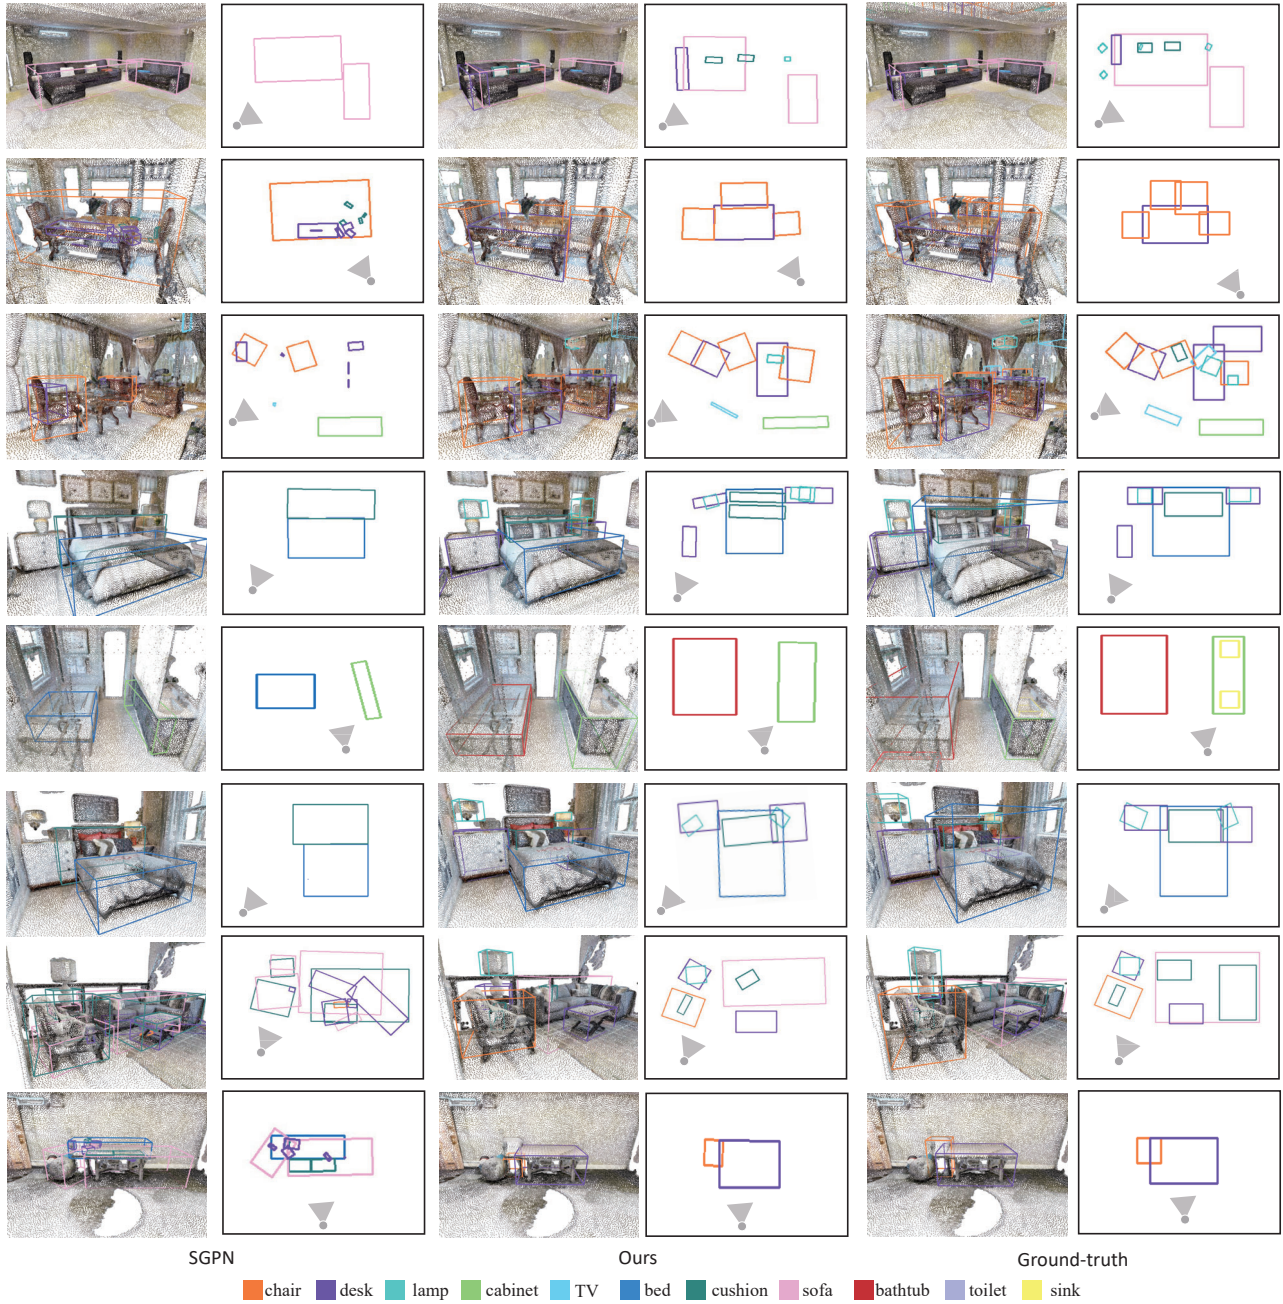 SGPN Ours Ground-truth
chair desk lamp cabinet TV bed cushion sofa bathtub toilet sink